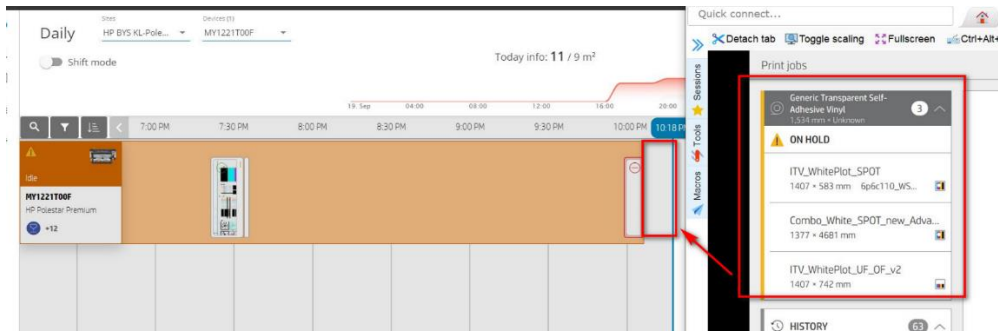 Daily
Sites
HP BYS KL-Pole...
Devices (1)
MY1221T00F
Shift mode
Today info: 11 / 9 m²
19. Sep 04:00 08:00 12:00 16:00 20:00
7:00 PM 7:30 PM 8:00 PM 8:30 PM 9:00 PM 9:30 PM 10:00 PM 10:18 P
Idle
MY1221T00F
HP Polestar Premium
+12
Quick connect...
Detach tab Toggle scaling Fullscreen Ctrl+Alt+
Sessions
Tools
Macros
Print jobs
Generic Transparent Self-
Adhesive Vinyl 3
1,534 mm • Unknown
ON HOLD
ITV_WhitePlot_SPOT
1407 × 583 mm 6p6c110_WS...
Combo_White_SPOT_new_Adva...
1377 × 4681 mm
ITV_WhitePlot_UF_OF_v2
1407 × 742 mm
HISTORY 63